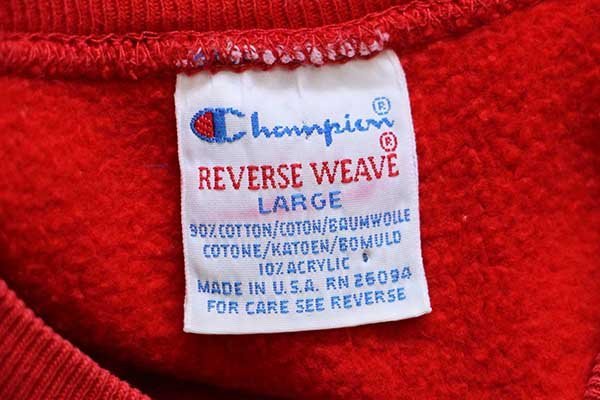 Champion®
REVERSE WEAVE®
LARGE
90% COTTON/COTON/BAUMWOLLE
COTONE/KATOEN/BOMULD
10% ACRYLIC
MADE IN U.S.A. RN 26094
FOR CARE SEE REVERSE